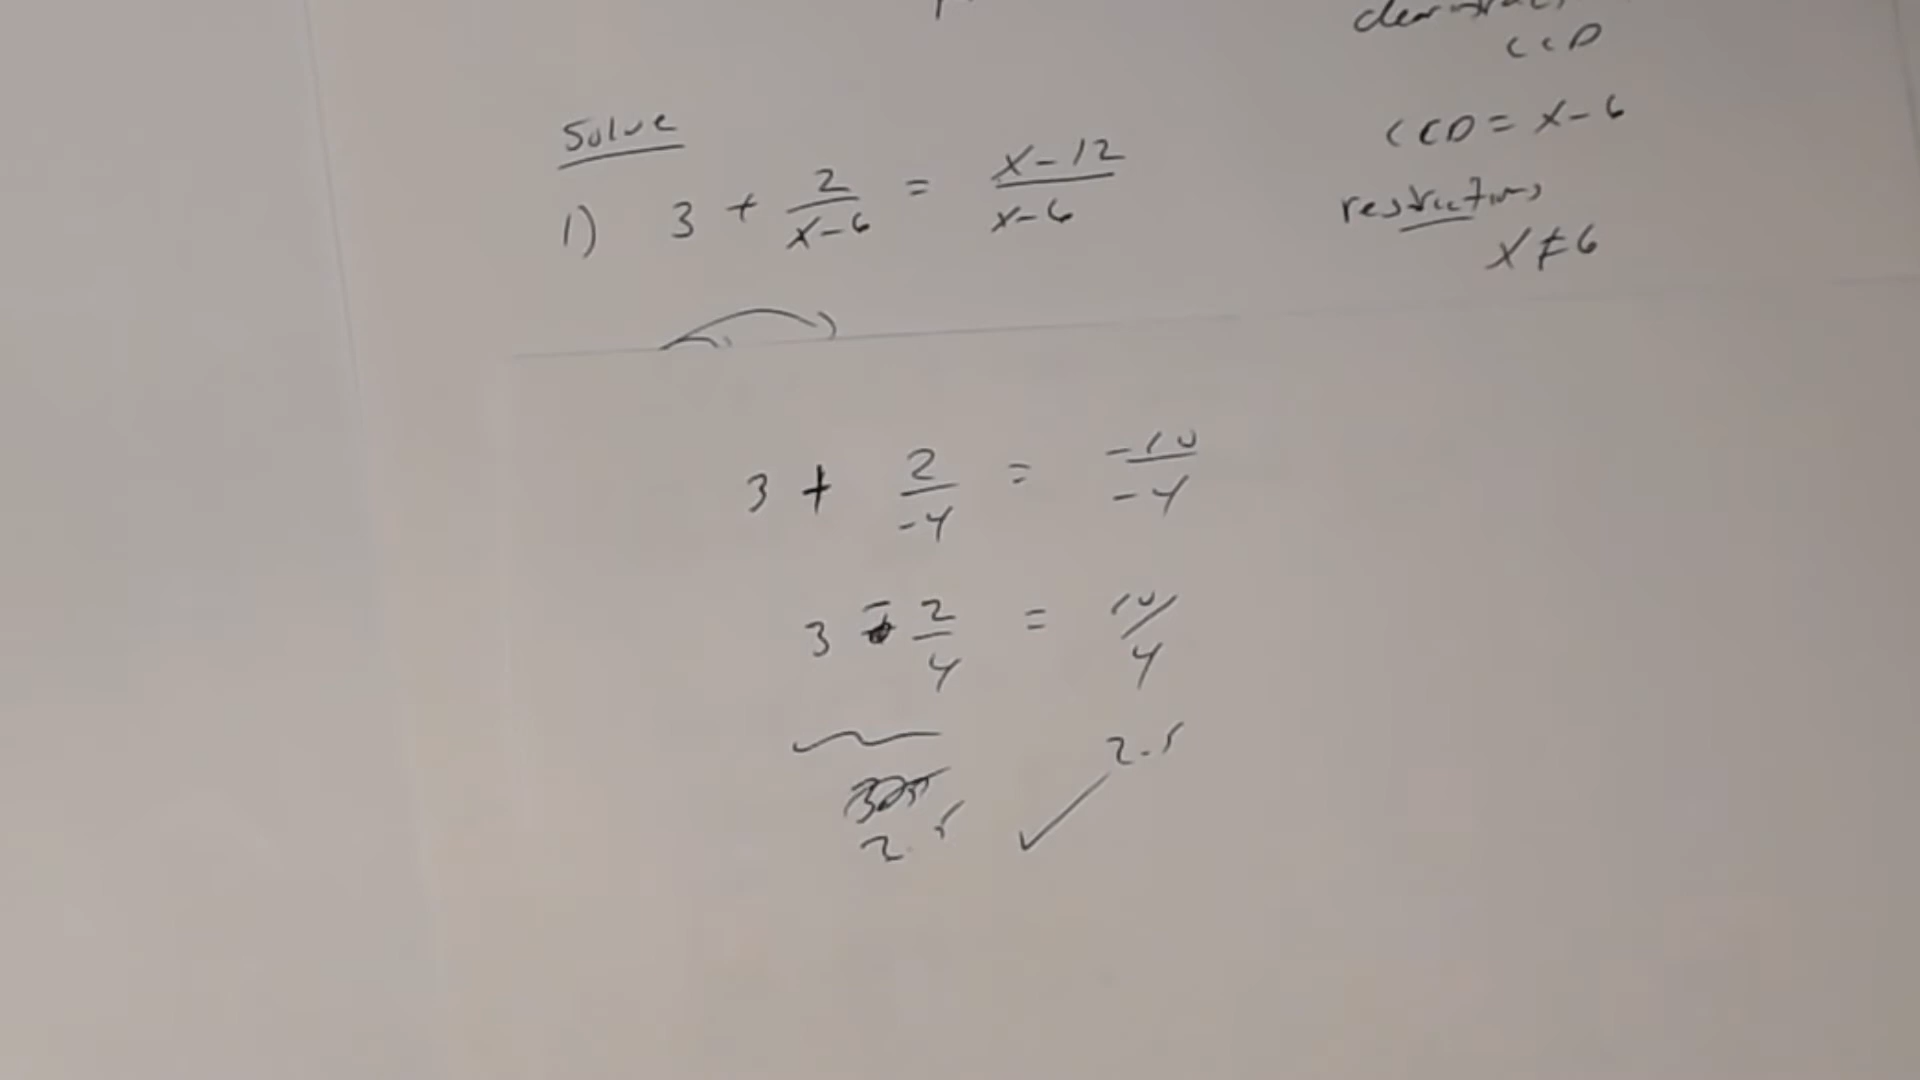 LCD
Solve
LCD = x-6
1) 3 + 2/(x-6) = (x-12)/(x-6)
restrictions
x ≠ 6
3 + 2/-4 = -10/-4
3 - 2/4 = 10/4
2.5
2.5 ✓